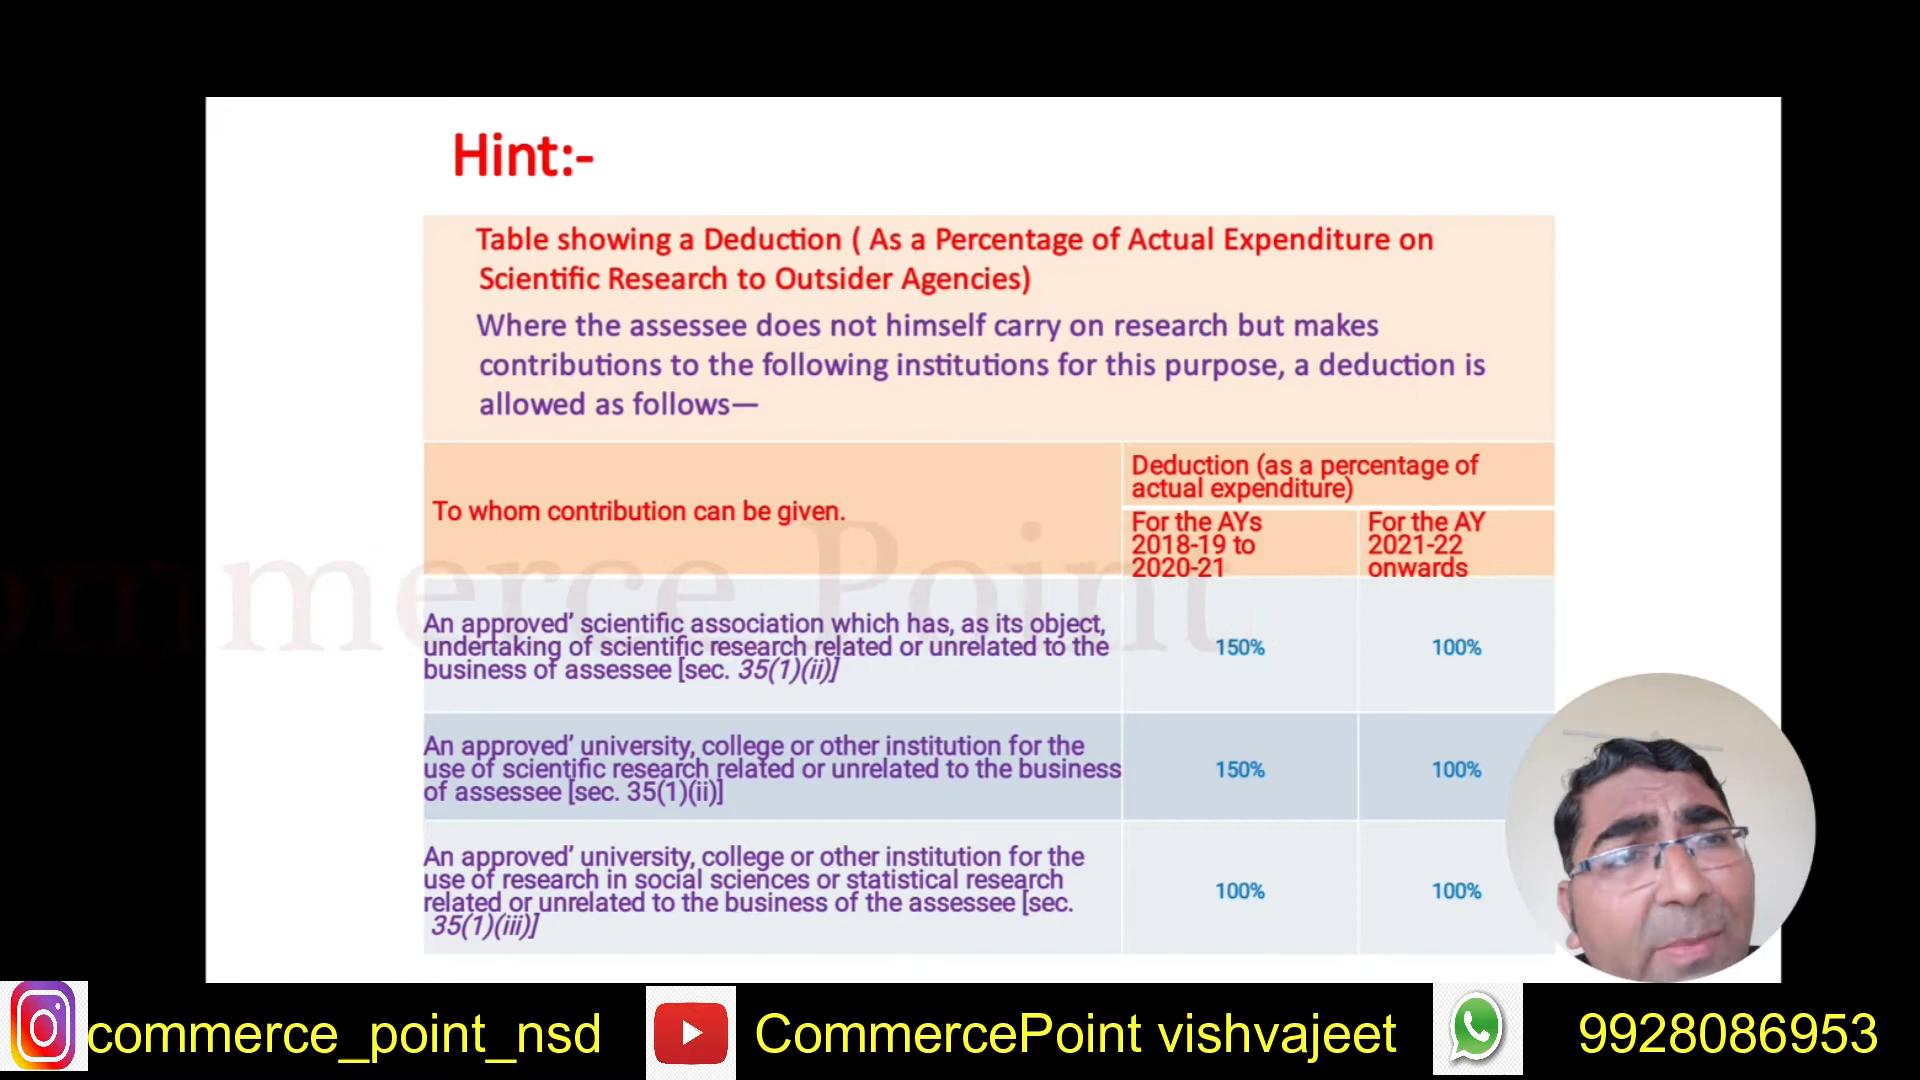 Hint:-
Table showing a Deduction ( As a Percentage of Actual Expenditure on
Scientific Research to Outsider Agencies)
Where the assessee does not himself carry on research but makes
contributions to the following institutions for this purpose, a deduction is
allowed as follows—
To whom contribution can be given.
Deduction (as a percentage of
actual expenditure)
For the AYs
2018-19 to
2020-21
For the AY
2021-22
onwards
An approved’ scientific association which has, as its object,
undertaking of scientific research related or unrelated to the
business of assessee [sec. 35(1)(ii)]
150%
100%
An approved’ university, college or other institution for the
use of scientific research related or unrelated to the business
of assessee [sec. 35(1)(ii)]
150%
100%
An approved’ university, college or other institution for the
use of research in social sciences or statistical research
related or unrelated to the business of the assessee [sec.
35(1)(iii)]
100%
100%
ommerce Point
commerce_point_nsd
CommercePoint vishvajeet
9928086953